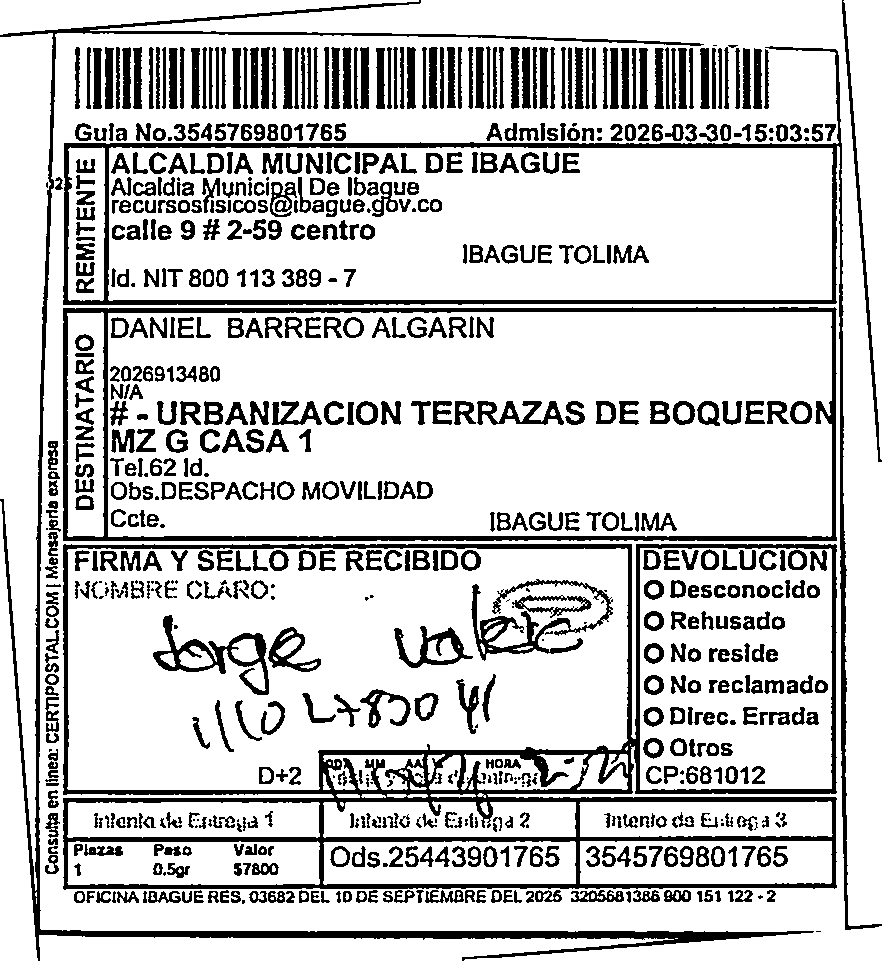 Guia No.3545769801765 Admisión: 2026-03-30-15:03:57
REMITENTE
ALCALDIA MUNICIPAL DE IBAGUE
Alcaldia Municipal De Ibague
recursosfisicos@ibague.gov.co
calle 9 # 2-59 centro
IBAGUE TOLIMA
Id. NIT 800 113 389 - 7
DESTINATARIO
DANIEL BARRERO ALGARIN
2026913480
N/A
# - URBANIZACION TERRAZAS DE BOQUERON
MZ G CASA 1
Tel.62 Id.
Obs.DESPACHO MOVILIDAD
Ccte. IBAGUE TOLIMA
Consulta en linea: CERTIPOSTAL.COM | Mensajeria expresa
FIRMA Y SELLO DE RECIBIDO
NOMBRE CLARO:
Jorge
D+2
MM HORA
DEVOLUCION
Desconocido
Rehusado
No reside
No reclamado
Direc. Errada
Otros
CP:681012
Intento de Entrega 1 Intento de Entrega 2 Intento de Entrega 3
Piezas Peso Valor
1 0.5gr $7800
Ods.25443901765 3545769801765
OFICINA IBAGUE RES, 03682 DEL 10 DE SEPTIEMBRE DEL 2025 3205681386 900 151 122 - 2